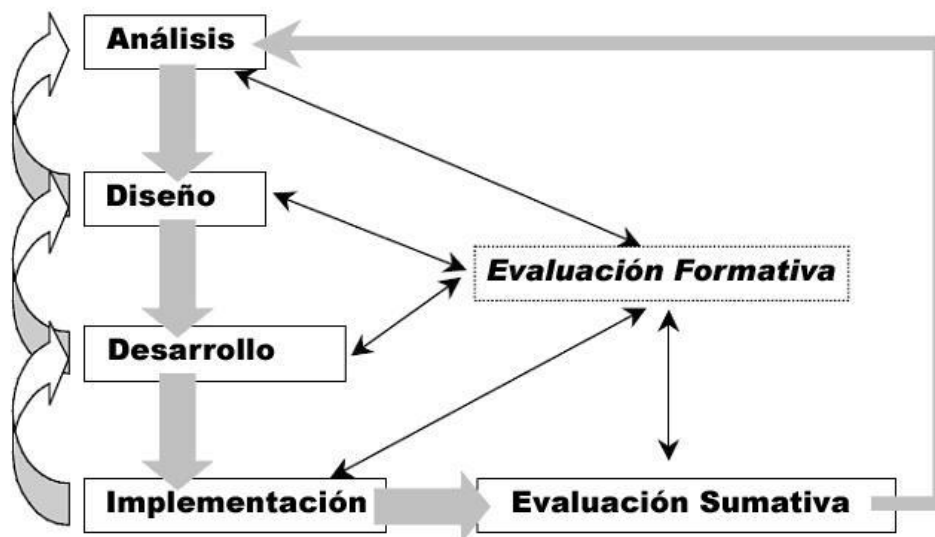 Análisis
Diseño
Evaluación Formativa
Desarrollo
Implementación
Evaluación Sumativa